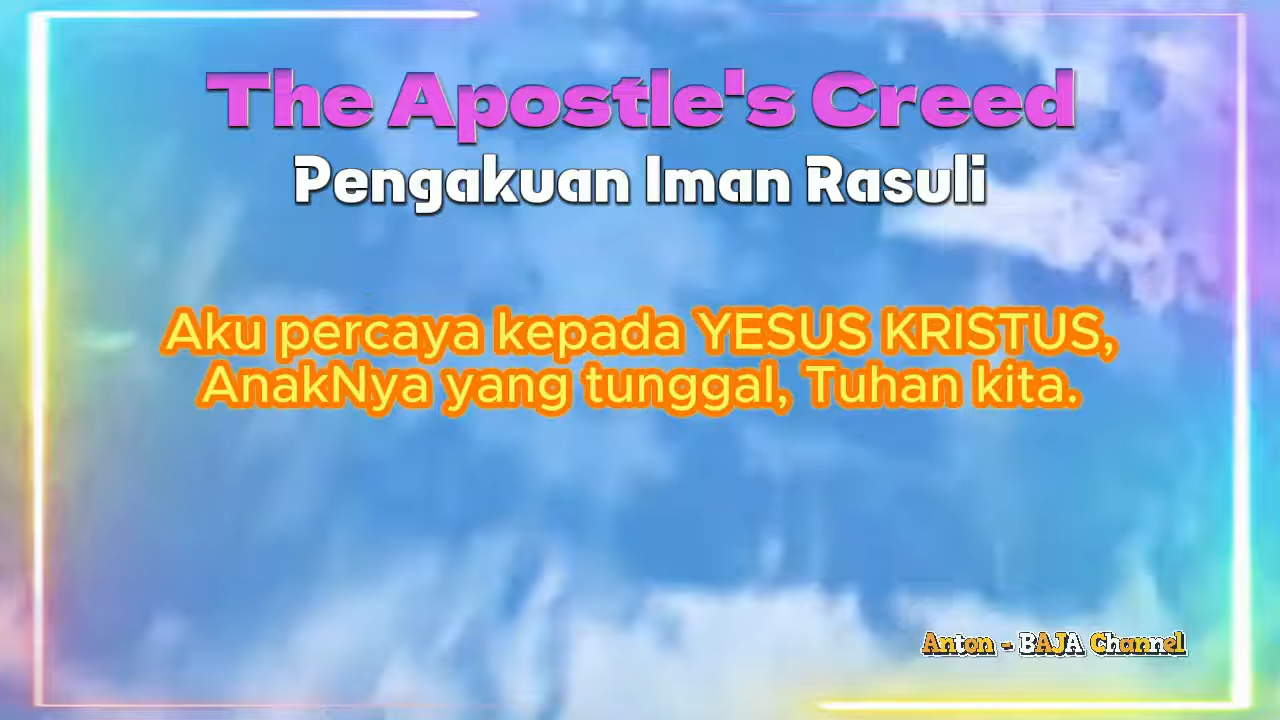 The Apostle's Creed
Pengakuan Iman Rasuli
Aku percaya kepada YESUS KRISTUS,
AnakNya yang tunggal, Tuhan kita.
Anton - BAJA Channel